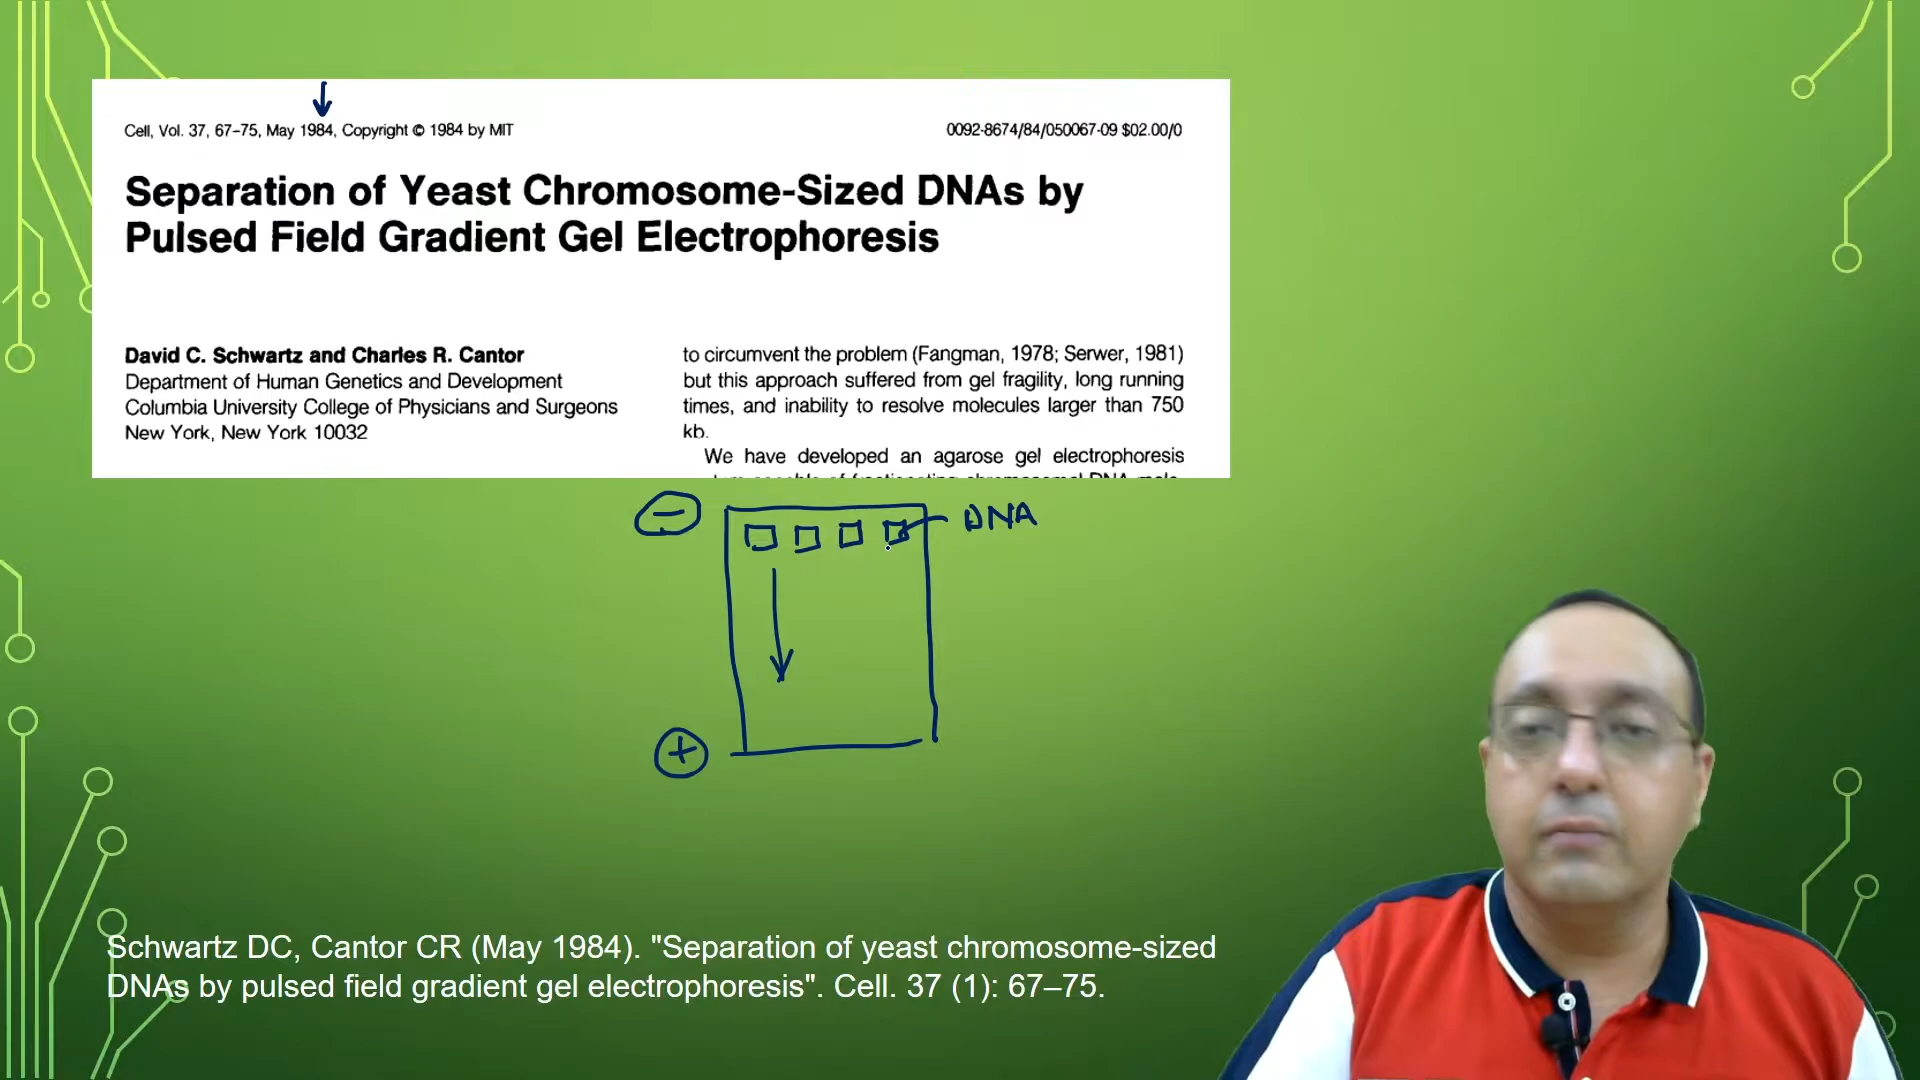 Cell, Vol. 37, 67–75, May 1984, Copyright © 1984 by MIT
0092-8674/84/050067-09 $02.00/0
Separation of Yeast Chromosome-Sized DNAs by
Pulsed Field Gradient Gel Electrophoresis
David C. Schwartz and Charles R. Cantor
Department of Human Genetics and Development
Columbia University College of Physicians and Surgeons
New York, New York 10032
to circumvent the problem (Fangman, 1978; Serwer, 1981)
but this approach suffered from gel fragility, long running
times, and inability to resolve molecules larger than 750
kb.
We have developed an agarose gel electrophoresis
−
DNA
+
Schwartz DC, Cantor CR (May 1984). "Separation of yeast chromosome-sized
DNAs by pulsed field gradient gel electrophoresis". Cell. 37 (1): 67–75.